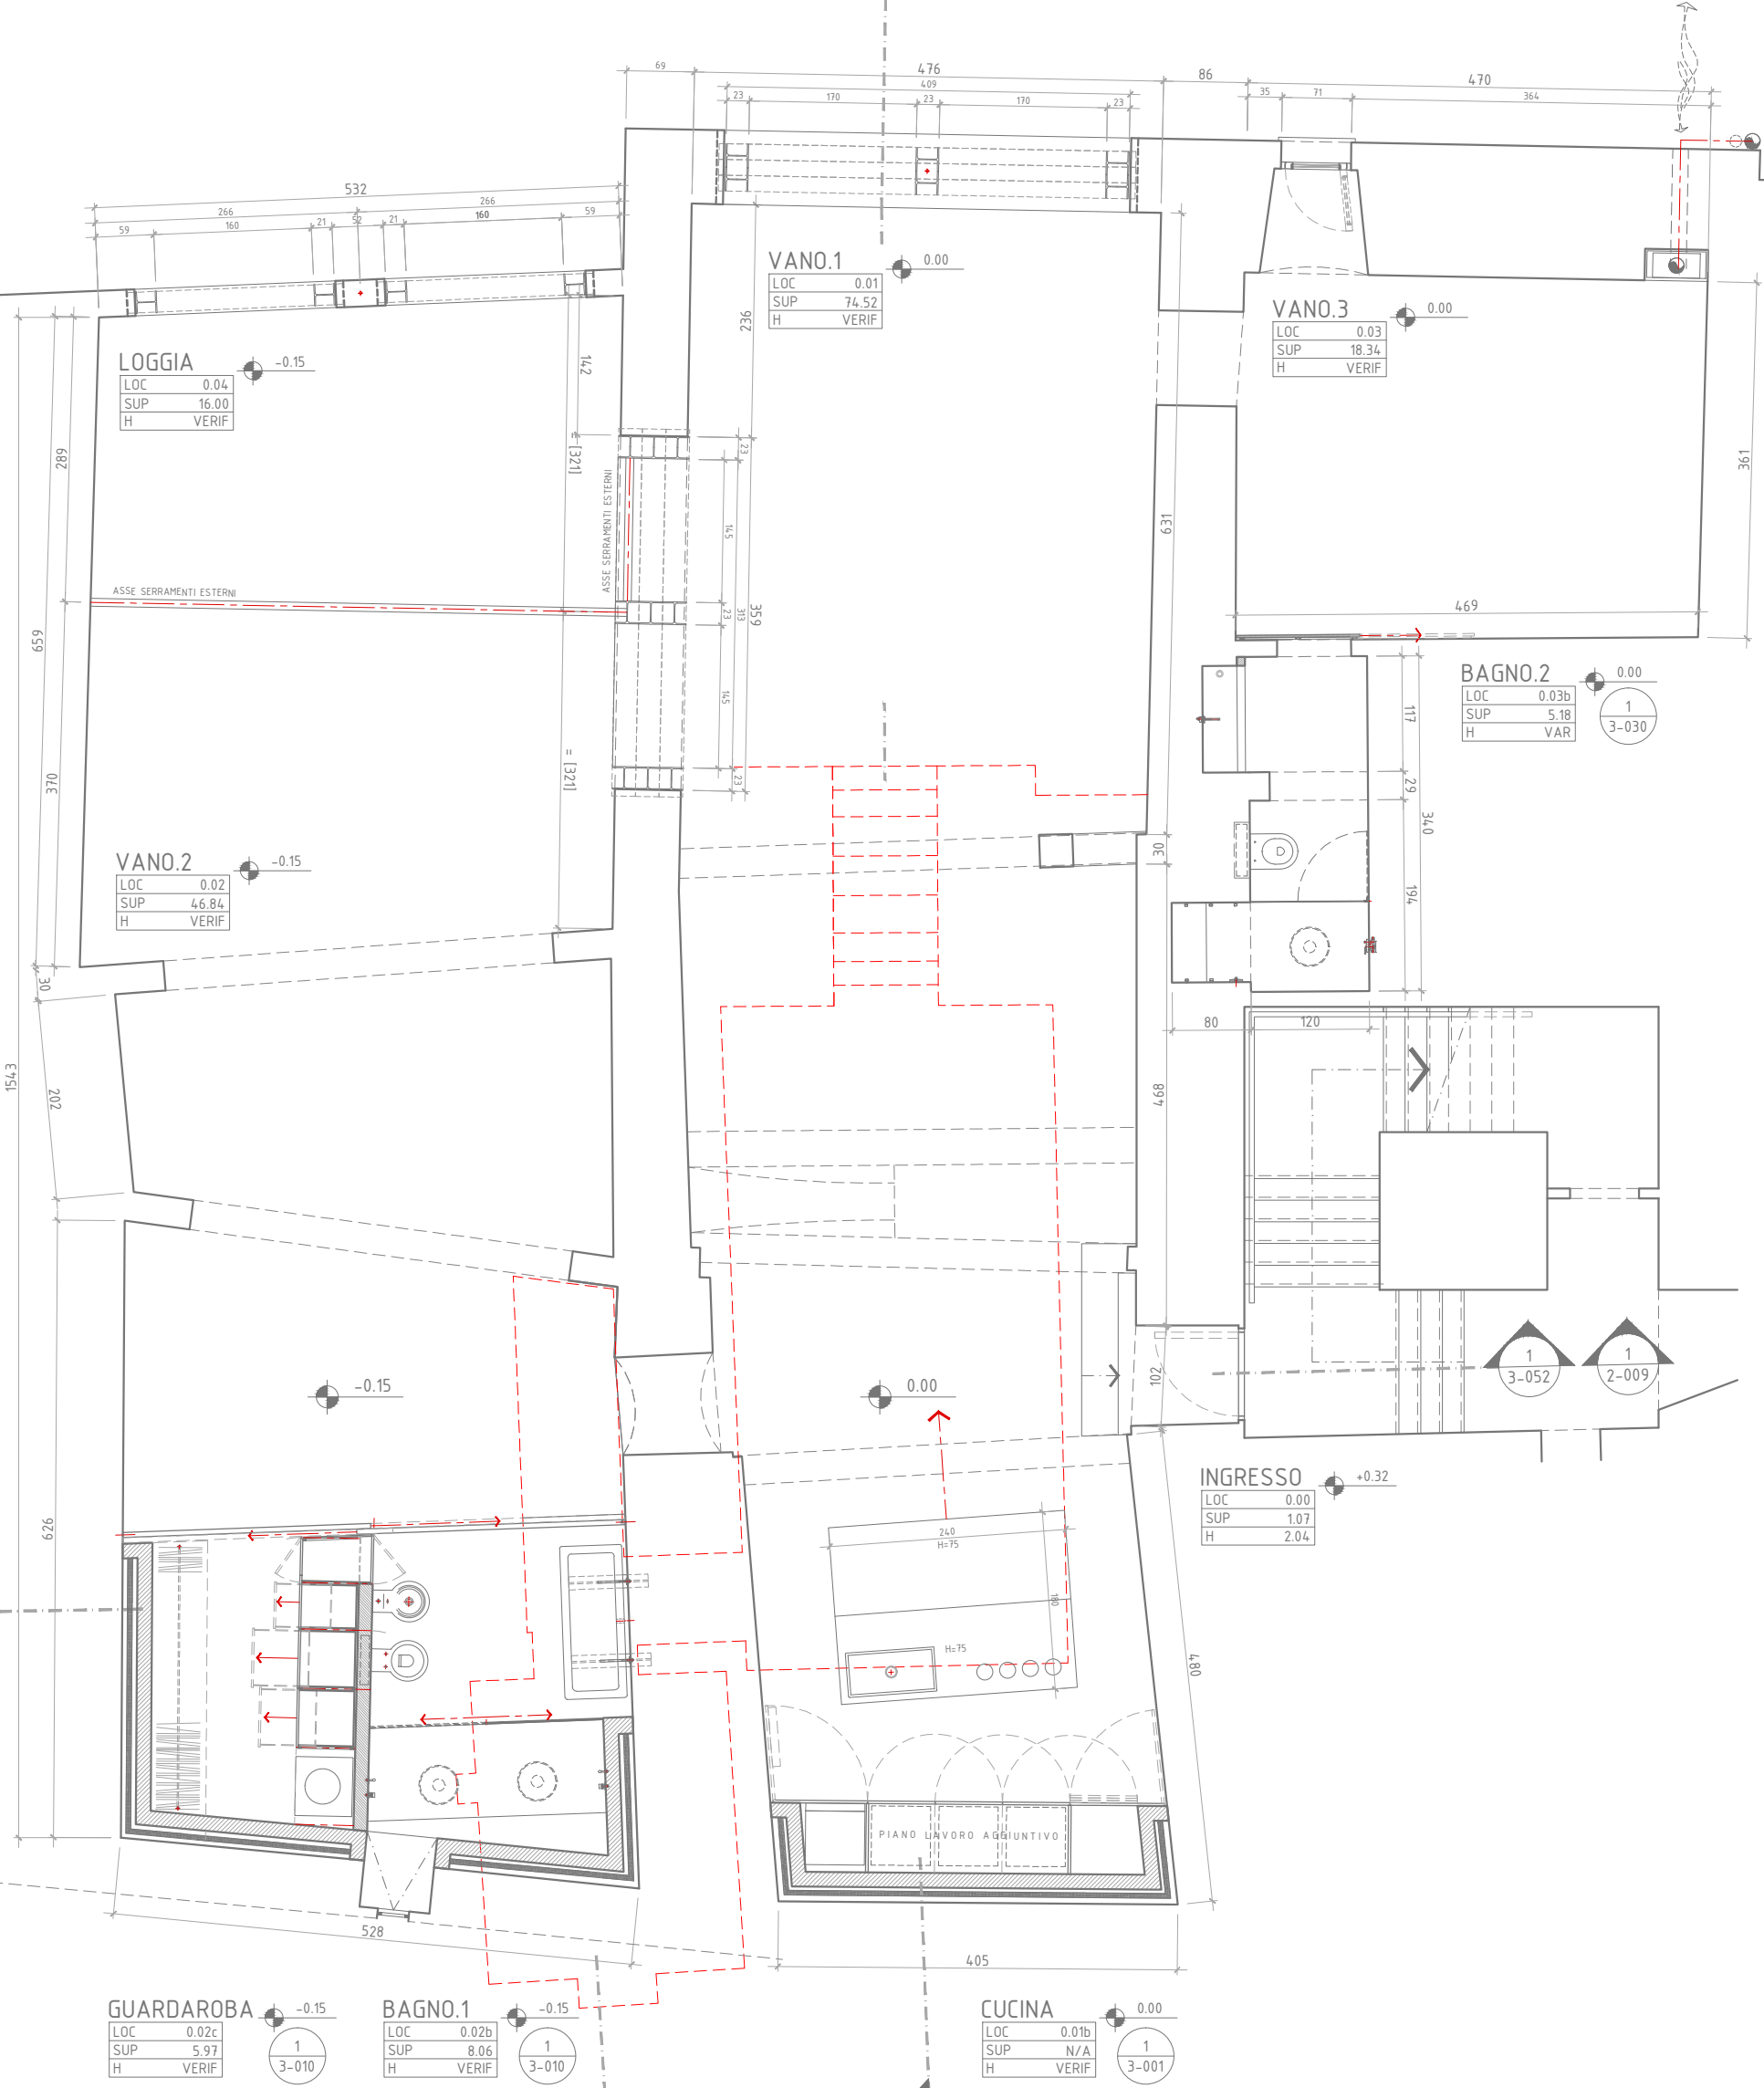 69
476
86
470
409
23
170
23
170
23
35
71
364
532
266
266
59
160
21
52
21
160
59
VANO.1
0.00
LOC 0.01
SUP 74.52
H VERIF
236
VANO.3
0.00
LOC 0.03
SUP 18.34
H VERIF
LOGGIA
-0.15
LOC 0.04
SUP 16.00
H VERIF
142
= [321]
289
361
23
ASSE SERRAMENTI ESTERNI
145
631
ASSE SERRAMENTI ESTERNI
23
313
359
469
659
BAGNO.2
0.00
LOC 0.03b
SUP 5.18
H VAR
1
3-030
117
145
370
= [321]
23
29
340
30
VANO.2
-0.15
LOC 0.02
SUP 46.84
H VERIF
194
30
80
120
1543
202
468
-0.15
0.00
102
1
3-052
1
2-009
INGRESSO
+0.32
LOC 0.00
SUP 1.07
H 2.04
626
240
H=75
180
H=75
480
PIANO LAVORO AGGIUNTIVO
528
405
GUARDAROBA
-0.15
LOC 0.02c
SUP 5.97
H VERIF
1
3-010
BAGNO.1
-0.15
LOC 0.02b
SUP 8.06
H VERIF
1
3-010
CUCINA
0.00
LOC 0.01b
SUP N/A
H VERIF
1
3-001